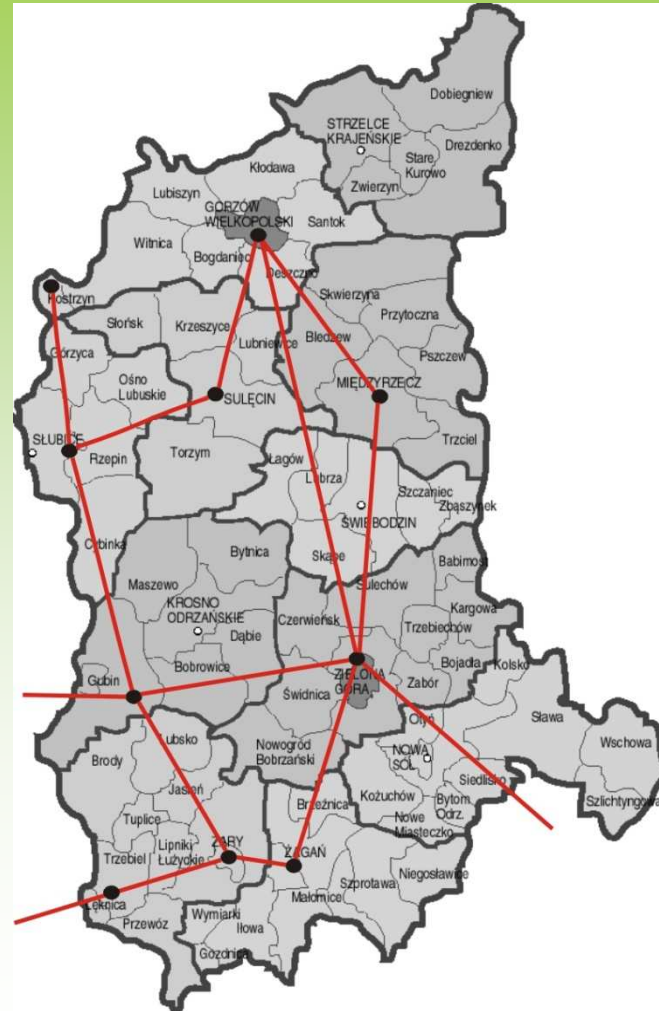 Dobiegniew
STRZELCE
KRAJEŃSKIE
Drezdenko
Stare
Kurowo
Kłodawa
Zwierzyn
Lubiszyn
GORZÓW
WIELKOPOLSKI
Santok
Witnica
Bogdaniec
Deszczno
Kostrzyn
Skwierzyna
Przytoczna
Słońsk
Krzeszyce
Bledzew
Lubniewice
Górzyca
Pszczew
Ośno
Lubuskie
MIĘDZYRZECZ
SULĘCIN
SŁUBICE
Rzepin
Torzym
Trzciel
Łagów
Lubrza
Szczaniec
Zbąszynek
ŚWIEBODZIN
Cybinka
Bytnica
Skąpe
Babimost
Maszewo
Sulechów
KROSNO
ODRZAŃSKIE
Czerwieńsk
Kargowa
Dąbie
Trzebiechów
Bobrowice
Bojadła
Kolsko
Gubin
ZIELONA
GÓRA
Zabór
Świdnica
Otyń
Sława
Lubsko
Nowogród
Bobrzański
NOWA
SÓL
Wschowa
Brody
Siedlisko
Jasień
Brzeźnica
Kożuchów
Bytom
Odrz.
Szlichtyngowa
Tuplice
Nowe
Miasteczko
Lipniki
Łużyckie
ŻARY
Trzebiel
ŻAGAŃ
Niegosławice
Szprotawa
Łęknica
Małomice
Przewóz
Wymiarki
Iłowa
Gozdnica